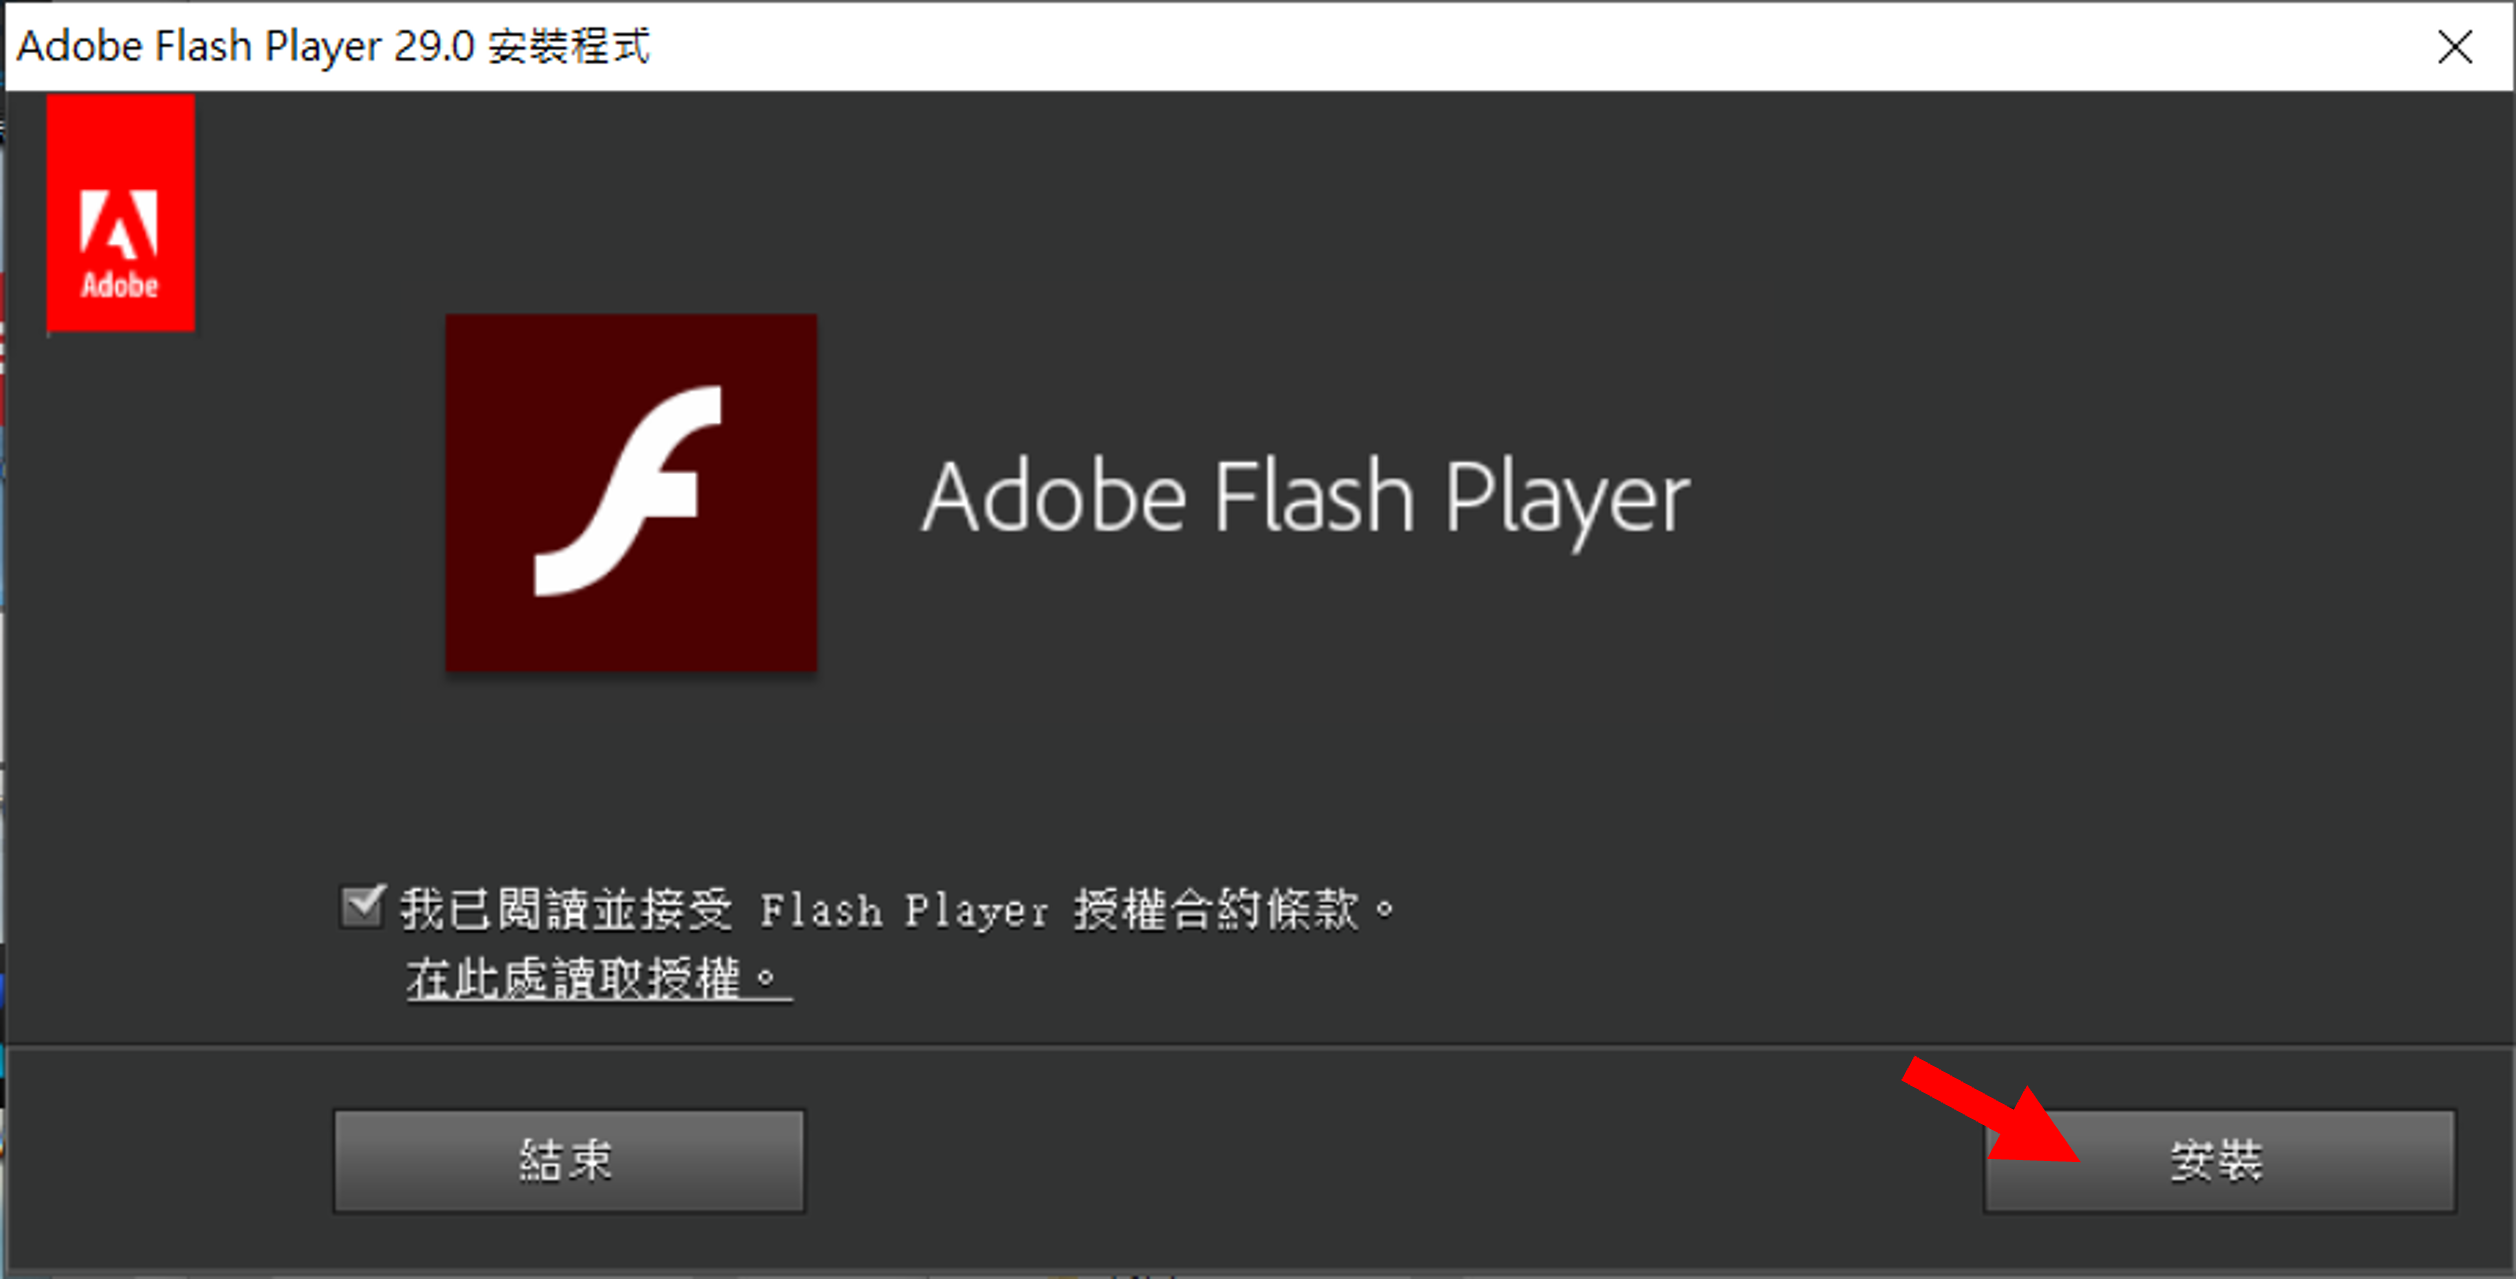 Adobe Flash Player 29.0 安裝程式
Adobe
Adobe Flash Player
我已閱讀並接受 Flash Player 授權合約條款。
在此處讀取授權。
結束
安裝